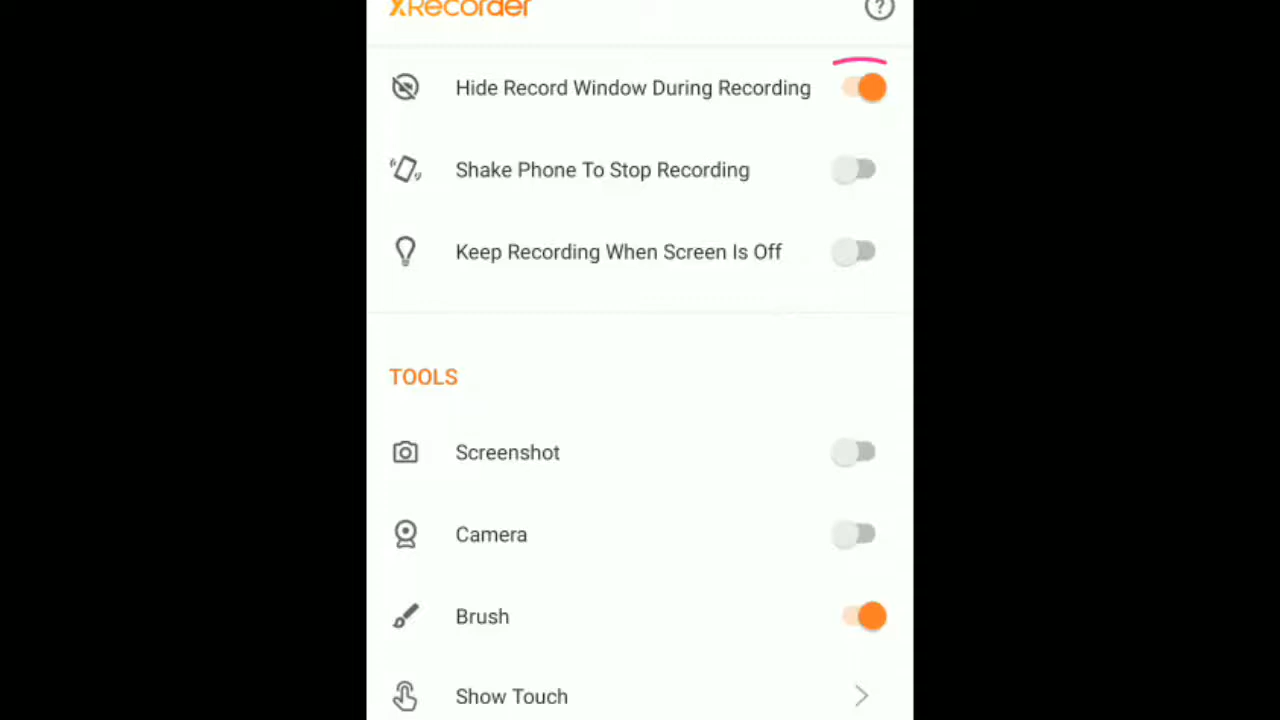 XRecorder
Hide Record Window During Recording
Shake Phone To Stop Recording
Keep Recording When Screen Is Off
TOOLS
Screenshot
Camera
Brush
Show Touch